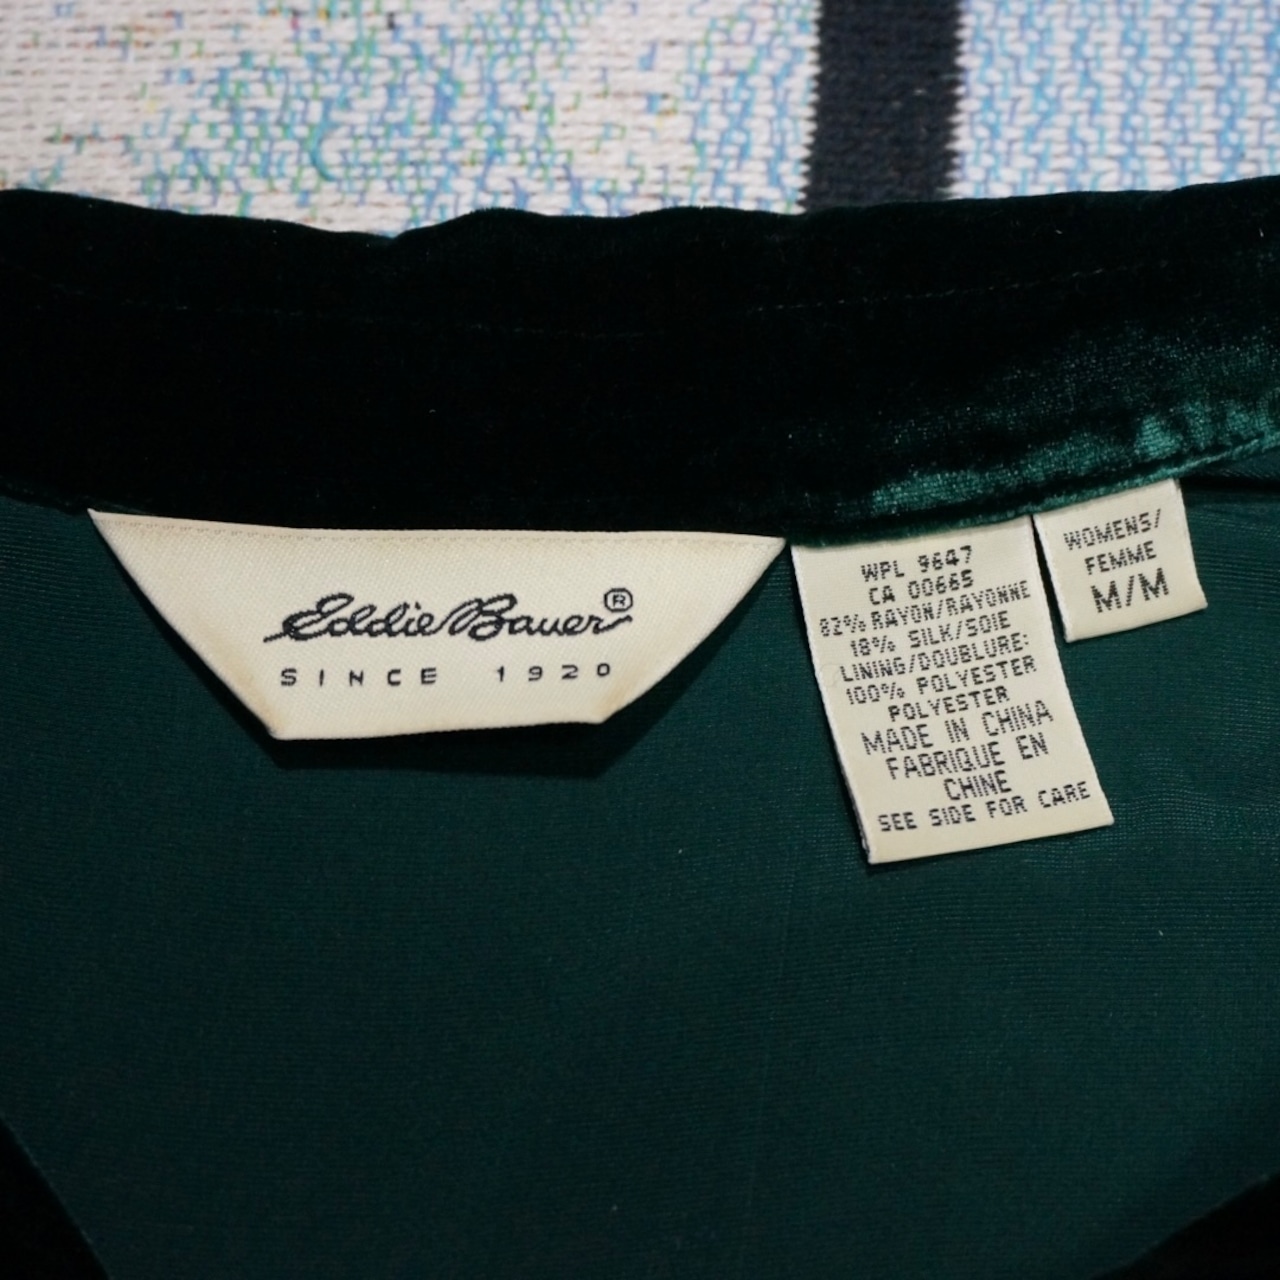 Eddie Bauer®
SINCE 1920
WPL 9647
CA 00665
82% RAYON/RAYONNE
18% SILK/SOIE
LINING/DOUBLURE:
100% POLYESTER
POLYESTER
MADE IN CHINA
FABRIQUE EN
CHINE
SEE SIDE FOR CARE
WOMENS/
FEMME
M/M